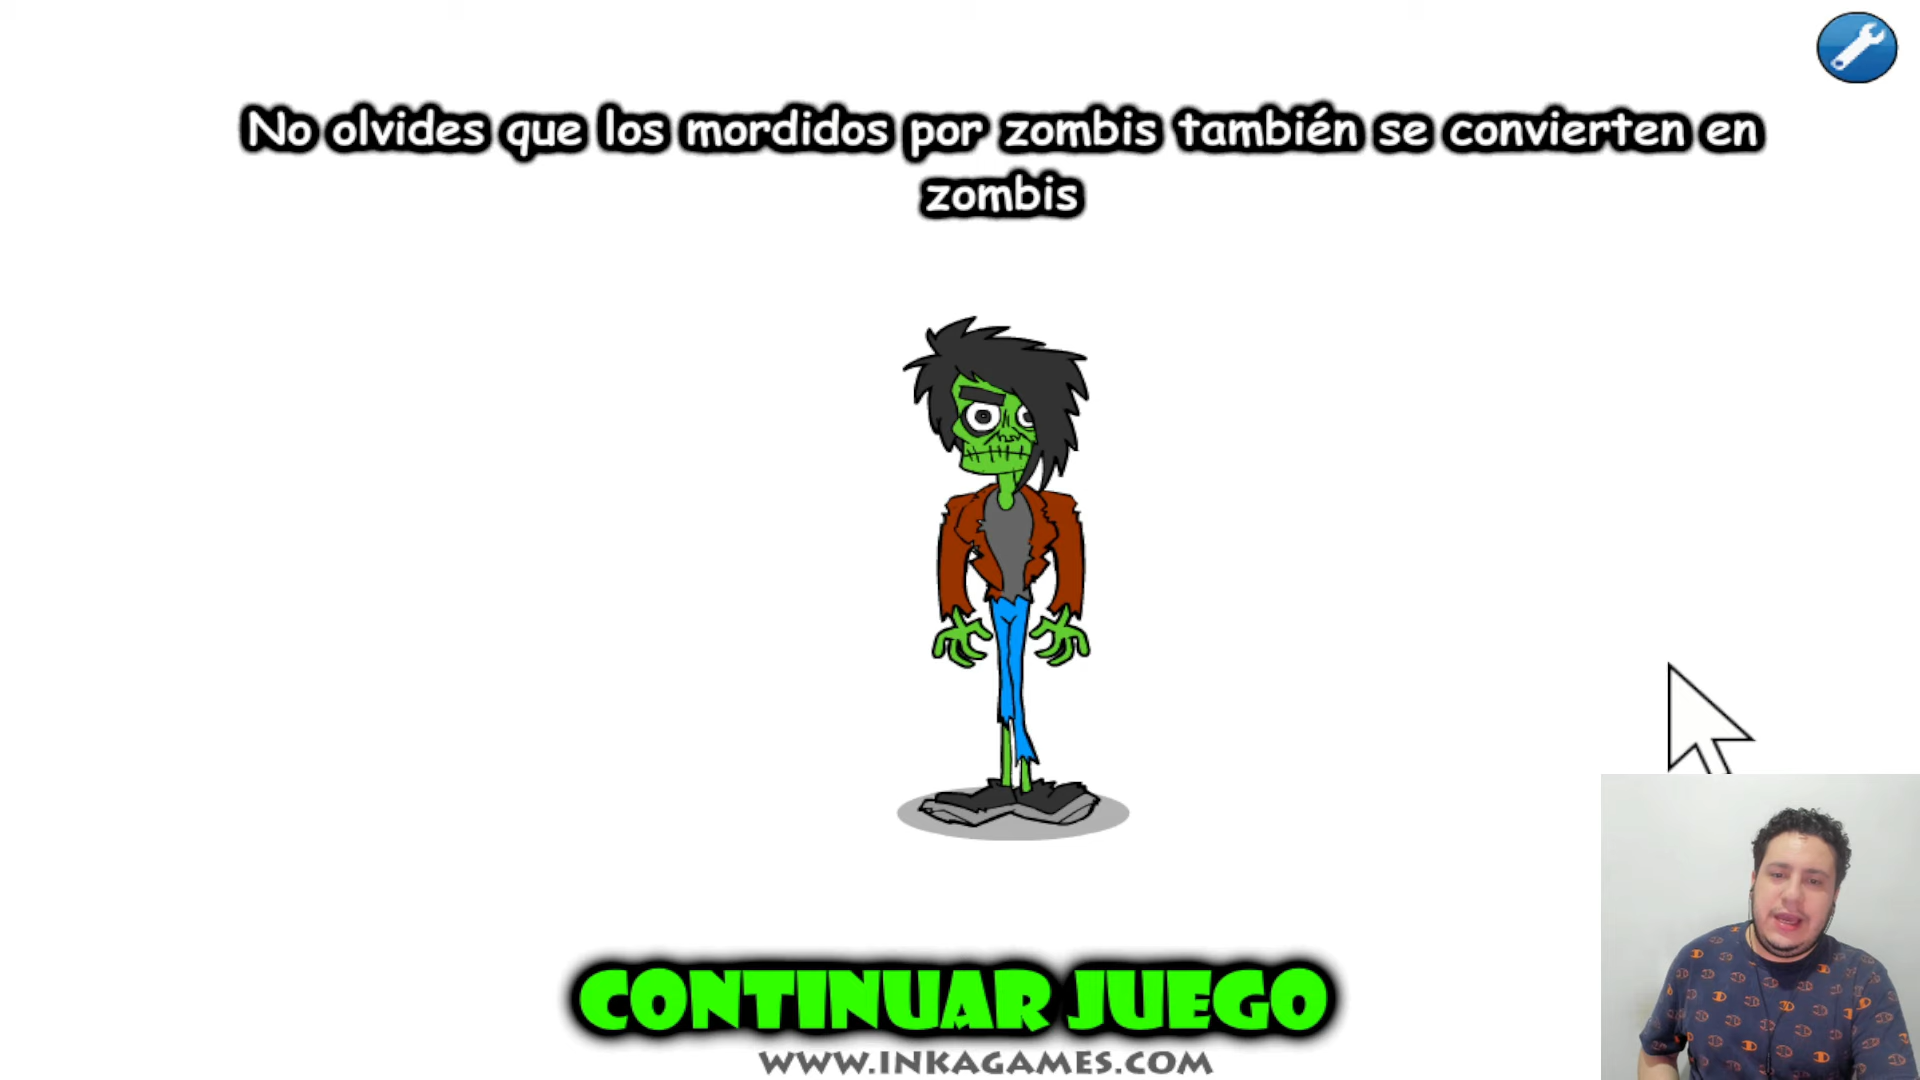 No olvides que los mordidos por zombis también se convierten en
zombis
CONTINUAR JUEGO
WWW.INKAGAMES.COM